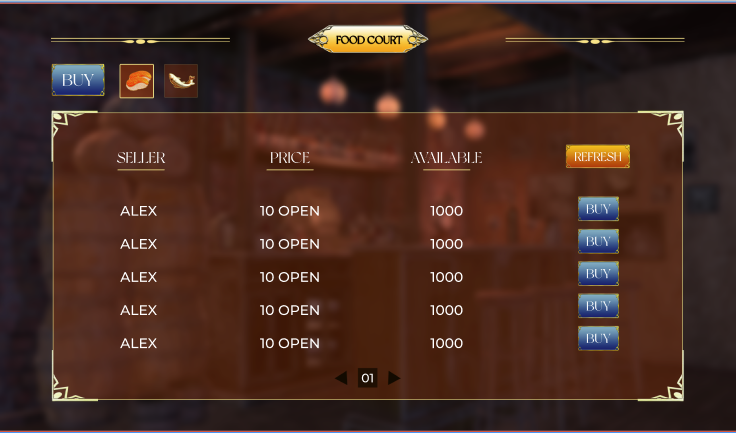 FOOD COURT
BUY
SELLER PRICE AVAILABLE REFRESH
ALEX 10 OPEN 1000 BUY
ALEX 10 OPEN 1000 BUY
ALEX 10 OPEN 1000 BUY
ALEX 10 OPEN 1000 BUY
ALEX 10 OPEN 1000 BUY
01